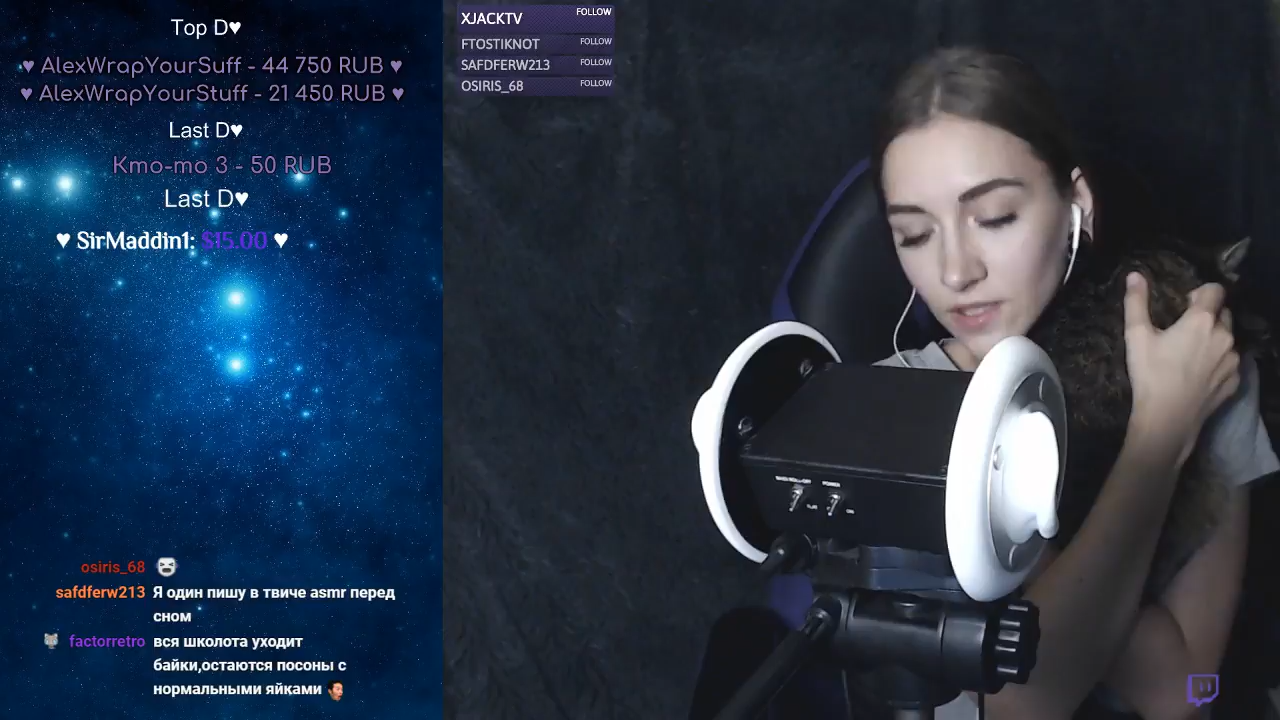 Top D♥
♥ AlexWrapYourSuff - 44 750 RUB ♥
♥ AlexWrapYourStuff - 21 450 RUB ♥
Last D♥
Kmo-mo 3 - 50 RUB
Last D♥
♥ SirMaddin1: $15.00 ♥
osiris_68
safdferw213 Я один пишу в твиче asmr перед
сном
factorretro вся школота уходит
байки,остаются посоны с
нормальными яйками
XJACKTV FOLLOW
FTOSTIKNOT FOLLOW
SAFDFERW213 FOLLOW
OSIRIS_68 FOLLOW
POWER